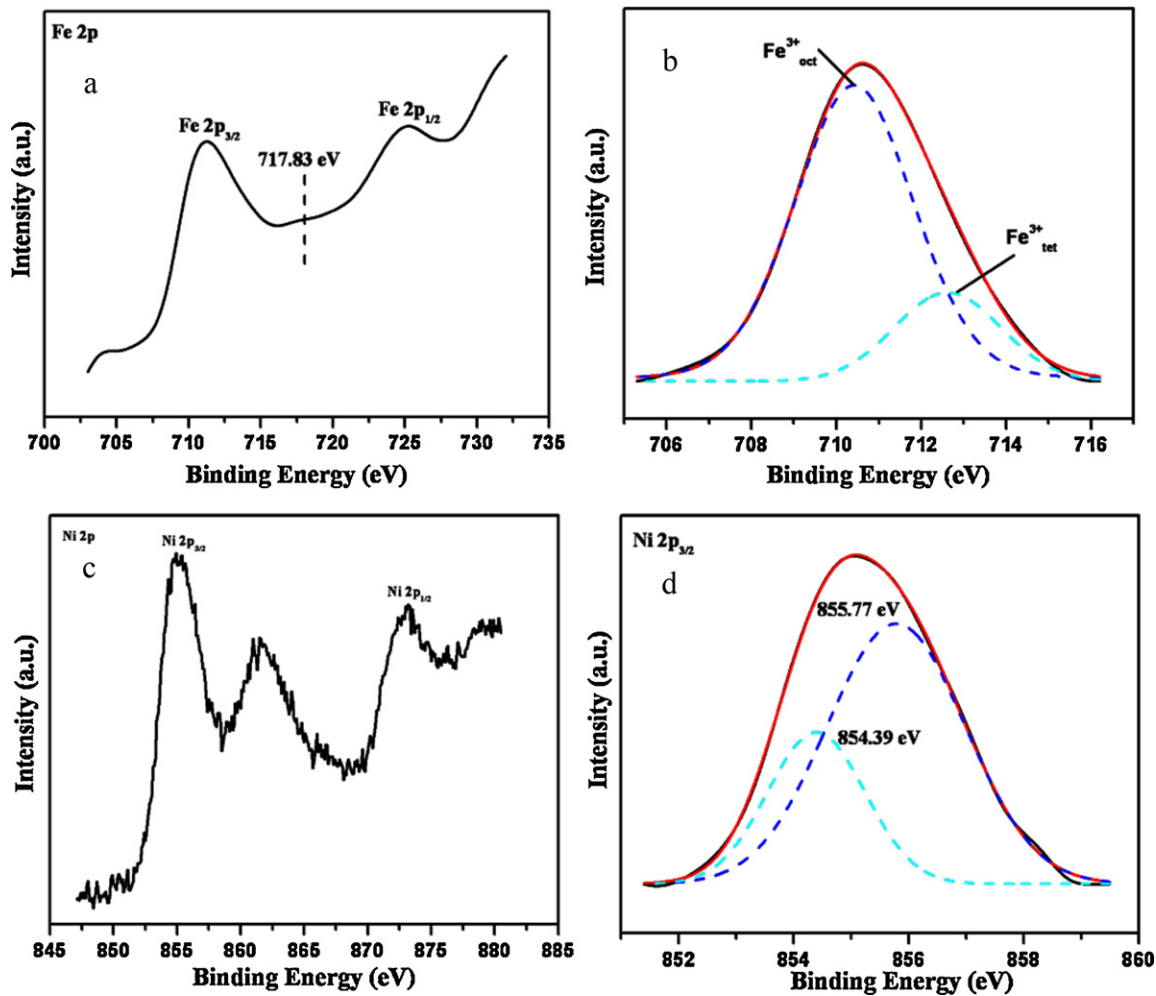 Fe 2p
a
Fe 2p3/2
Fe 2p1/2
717.83 eV
Intensity (a.u.)
700 705 710 715 720 725 730 735
Binding Energy (eV)
b
Fe3+oct
Fe3+tet
Intensity (a.u.)
706 708 710 712 714 716
Binding Energy (eV)
Ni 2p
c
Ni 2p3/2
Ni 2p1/2
Intensity (a.u.)
845 850 855 860 865 870 875 880 885
Binding Energy (eV)
Ni 2p3/2
d
855.77 eV
854.39 eV
Intensity (a.u.)
852 854 856 858 860
Binding Energy (eV)